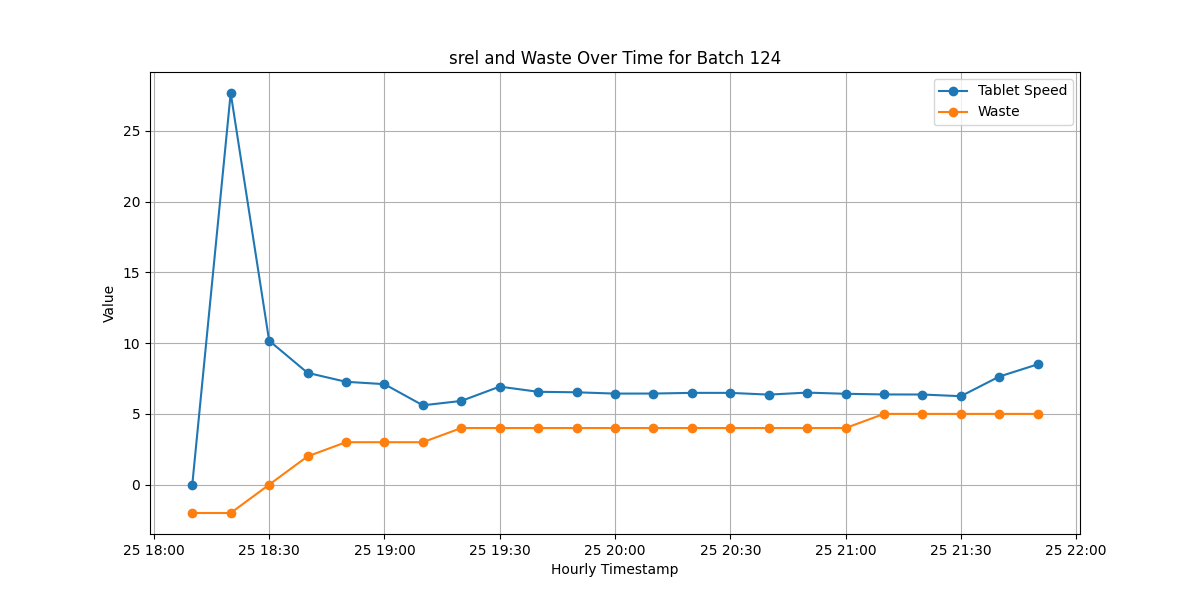 srel and Waste Over Time for Batch 124
Tablet Speed
Waste
Value
25
20
15
10
5
0
25 18:00 25 18:30 25 19:00 25 19:30 25 20:00 25 20:30 25 21:00 25 21:30 25 22:00
Hourly Timestamp